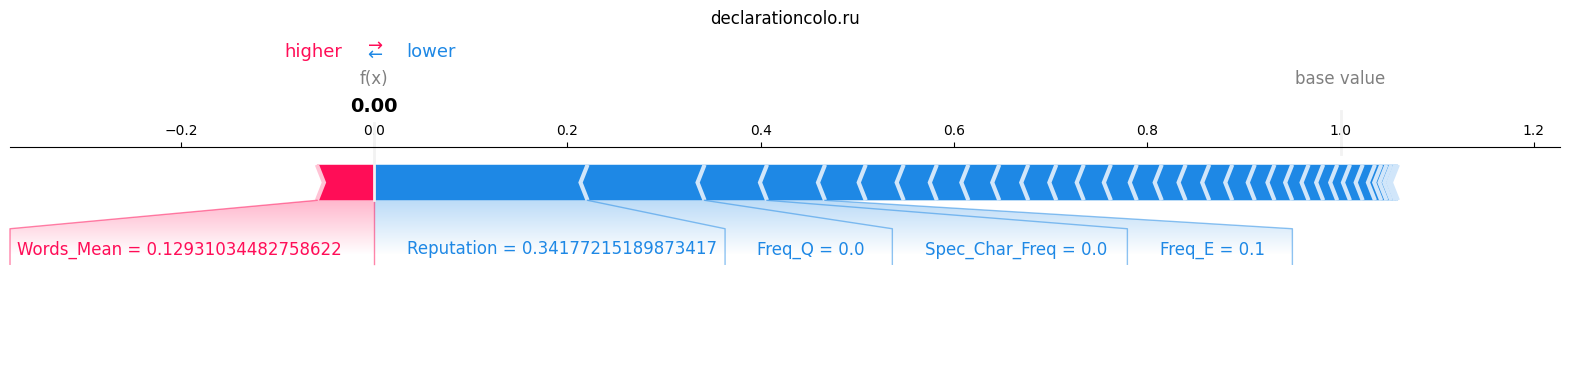 declarationcolo.ru
higher ⇄ lower
f(x) base value
0.00
−0.2 0.0 0.2 0.4 0.6 0.8 1.0 1.2
Words_Mean = 0.12931034482758622 Reputation = 0.34177215189873417 Freq_Q = 0.0 Spec_Char_Freq = 0.0 Freq_E = 0.1